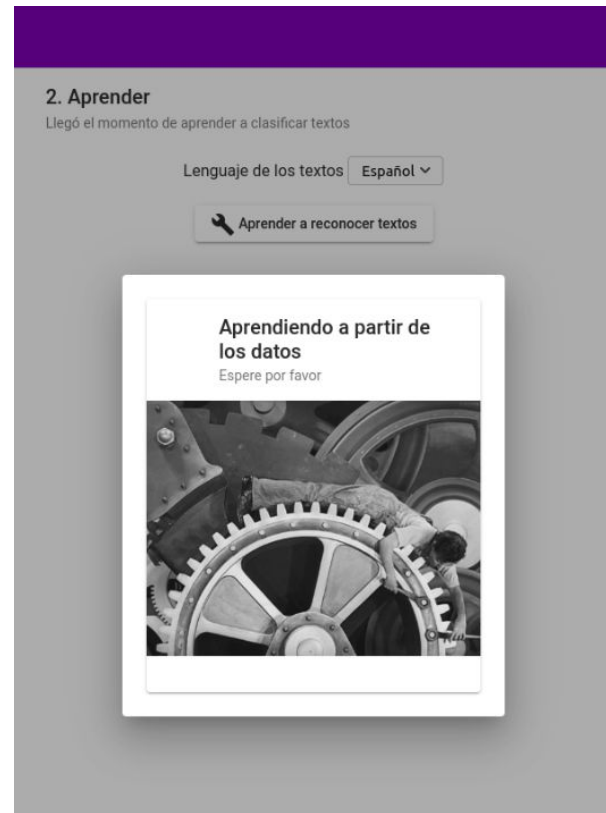 2. Aprender
Llegó el momento de aprender a clasificar textos
Lenguaje de los textos Español
Aprender a reconocer textos
Aprendiendo a partir de
los datos
Espere por favor